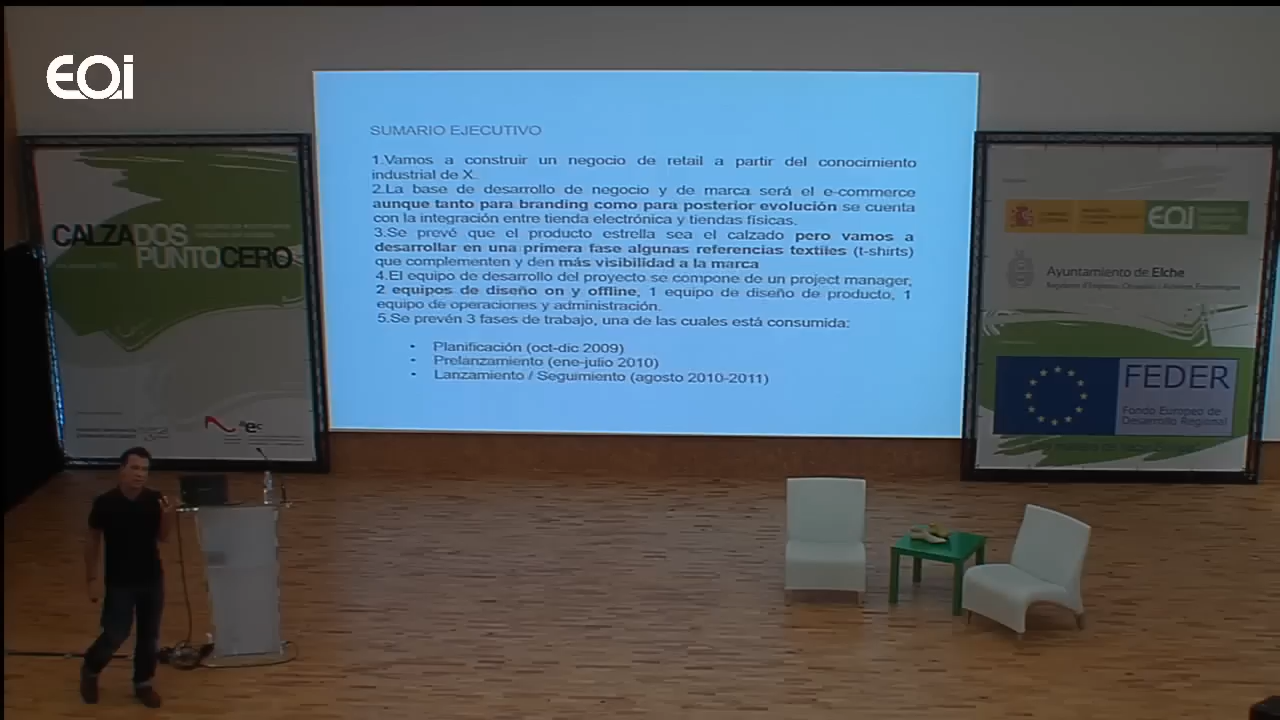 EOi
SUMARIO EJECUTIVO
1.Vamos a construir un negocio de retail a partir del conocimiento
industrial de X.
2.La base de desarrollo de negocio y de marca será el e-commerce
aunque tanto para branding como para posterior evolución se cuenta
con la integración entre tienda electrónica y tiendas físicas.
3.Se prevé que el producto estrella sea el calzado pero vamos a
desarrollar en una primera fase algunas referencias textiles (t-shirts)
que complementen y den más visibilidad a la marca
4.El equipo de desarrollo del proyecto se compone de un project manager,
2 equipos de diseño on y offline, 1 equipo de diseño de producto, 1
equipo de operaciones y administración.
5.Se prevén 3 fases de trabajo, una de las cuales está consumida:
• Planificación (oct-dic 2009)
• Prelanzamiento (ene-julio 2010)
• Lanzamiento / Seguimiento (agosto 2010-2011)
CALZADOS
PUNTOCERO
EOI
Ayuntamiento de Elche
FEDER
Fondo Europeo de
Desarrollo Regional